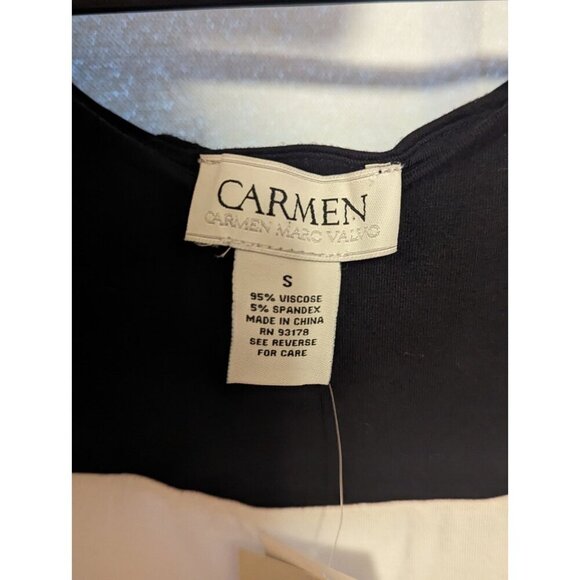 CARMEN
CARMEN MARC VALVO
S
95% VISCOSE
5% SPANDEX
MADE IN CHINA
RN 93178
SEE REVERSE
FOR CARE